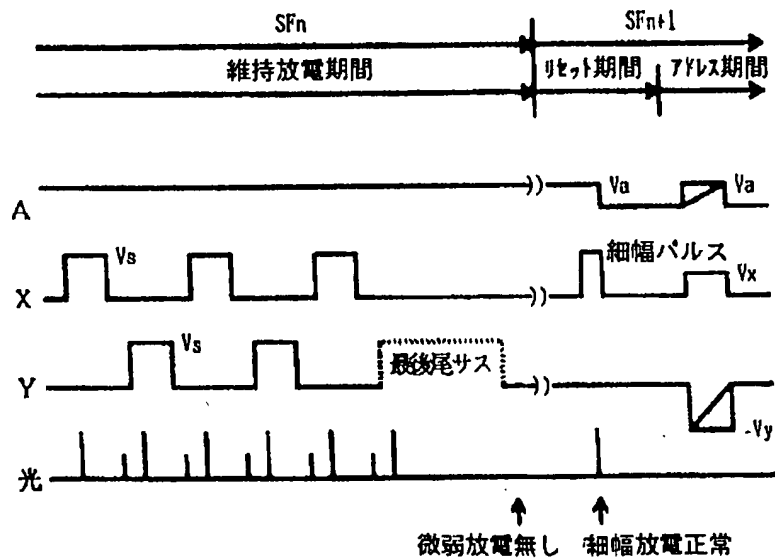 SFn SFn+1
維持放電期間 リセット期間 アドレス期間
A Va Va
X Vs 細幅パルス Vx
Y Vs 最後尾サス -Vy
光
微弱放電無し 細幅放電正常